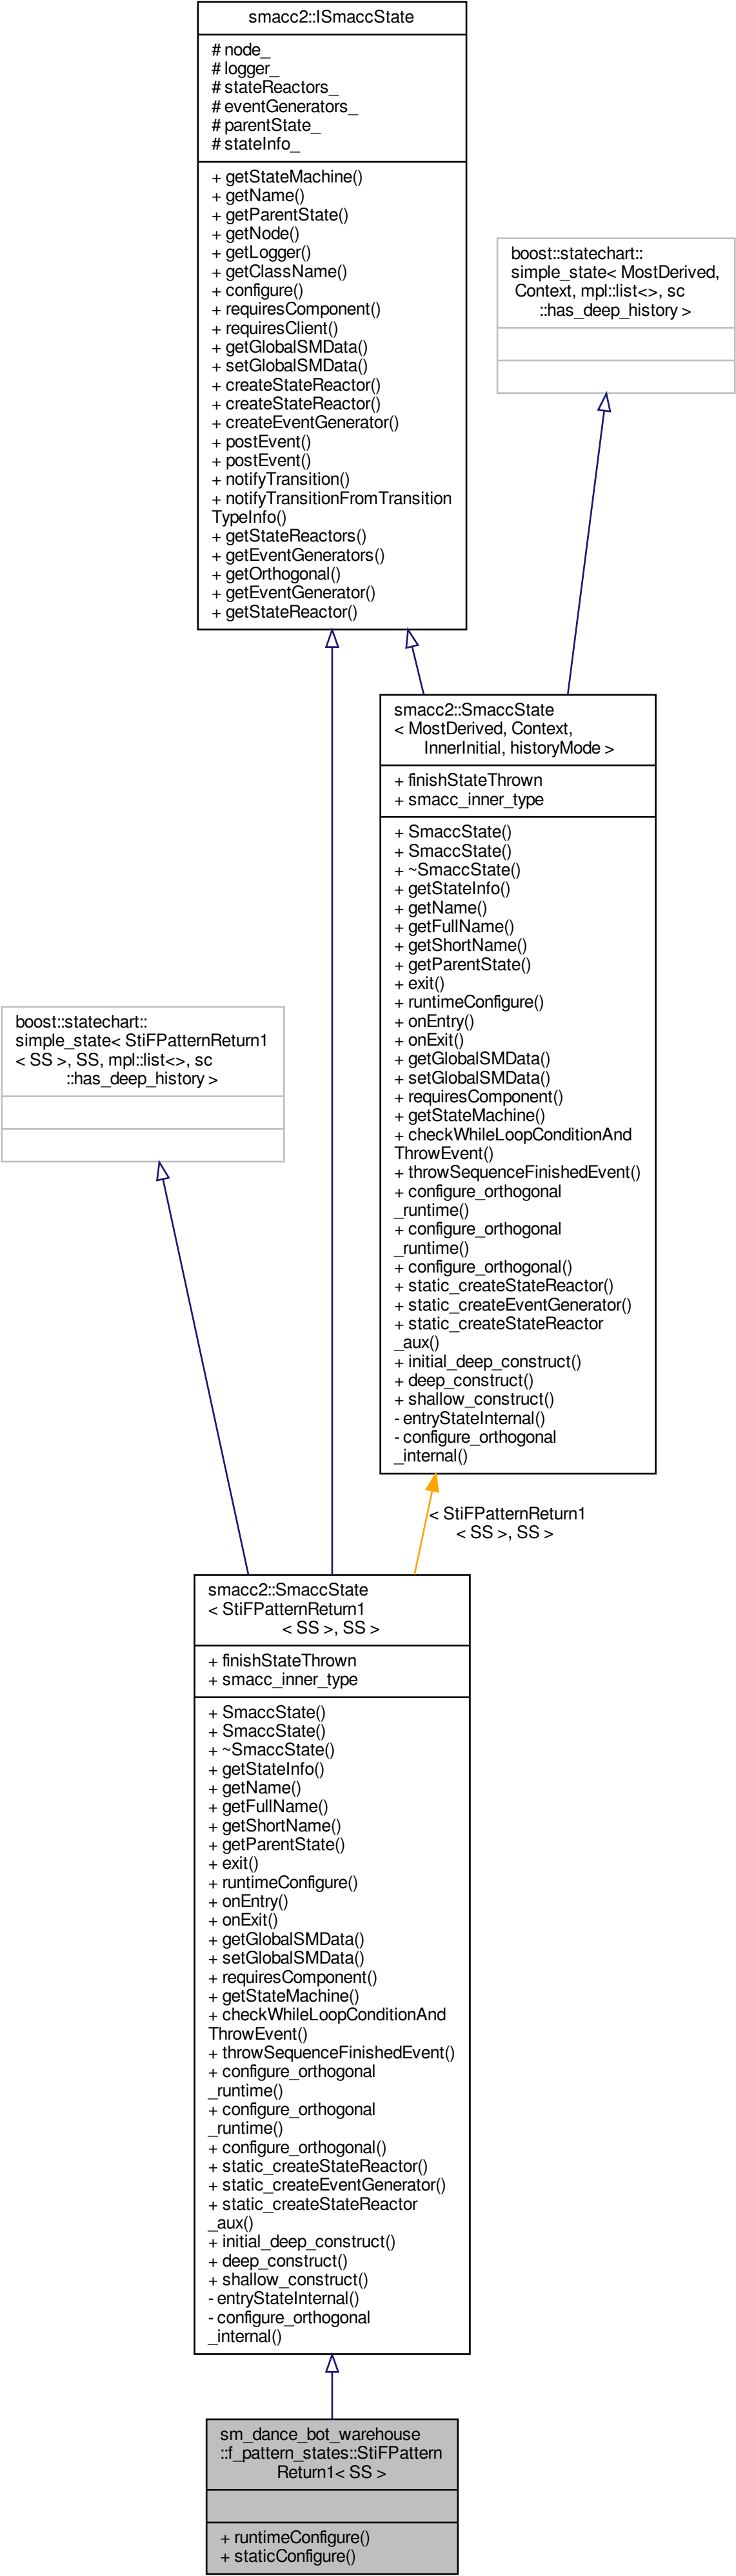 smacc2::ISmaccState
# node_
# logger_
# stateReactors_
# eventGenerators_
# parentState_
# stateInfo_
+ getStateMachine()
+ getName()
+ getParentState()
+ getNode()
+ getLogger()
+ getClassName()
+ configure()
+ requiresComponent()
+ requiresClient()
+ getGlobalSMData()
+ setGlobalSMData()
+ createStateReactor()
+ createStateReactor()
+ createEventGenerator()
+ postEvent()
+ postEvent()
+ notifyTransition()
+ notifyTransitionFromTransition
TypeInfo()
+ getStateReactors()
+ getEventGenerators()
+ getOrthogonal()
+ getEventGenerator()
+ getStateReactor()
boost::statechart::
simple_state< MostDerived,
Context, mpl::list<>, sc
::has_deep_history >
smacc2::SmaccState
< MostDerived, Context,
InnerInitial, historyMode >
+ finishStateThrown
+ smacc_inner_type
+ SmaccState()
+ SmaccState()
+ ~SmaccState()
+ getStateInfo()
+ getName()
+ getFullName()
+ getShortName()
+ getParentState()
+ exit()
+ runtimeConfigure()
+ onEntry()
+ onExit()
+ getGlobalSMData()
+ setGlobalSMData()
+ requiresComponent()
+ getStateMachine()
+ checkWhileLoopConditionAnd
ThrowEvent()
+ throwSequenceFinishedEvent()
+ configure_orthogonal
_runtime()
+ configure_orthogonal
_runtime()
+ configure_orthogonal()
+ static_createStateReactor()
+ static_createEventGenerator()
+ static_createStateReactor
_aux()
+ initial_deep_construct()
+ deep_construct()
+ shallow_construct()
- entryStateInternal()
- configure_orthogonal
_internal()
boost::statechart::
simple_state< StiFPatternReturn1
< SS >, SS, mpl::list<>, sc
::has_deep_history >
< StiFPatternReturn1
< SS >, SS >
smacc2::SmaccState
< StiFPatternReturn1
< SS >, SS >
+ finishStateThrown
+ smacc_inner_type
+ SmaccState()
+ SmaccState()
+ ~SmaccState()
+ getStateInfo()
+ getName()
+ getFullName()
+ getShortName()
+ getParentState()
+ exit()
+ runtimeConfigure()
+ onEntry()
+ onExit()
+ getGlobalSMData()
+ setGlobalSMData()
+ requiresComponent()
+ getStateMachine()
+ checkWhileLoopConditionAnd
ThrowEvent()
+ throwSequenceFinishedEvent()
+ configure_orthogonal
_runtime()
+ configure_orthogonal
_runtime()
+ configure_orthogonal()
+ static_createStateReactor()
+ static_createEventGenerator()
+ static_createStateReactor
_aux()
+ initial_deep_construct()
+ deep_construct()
+ shallow_construct()
- entryStateInternal()
- configure_orthogonal
_internal()
sm_dance_bot_warehouse
::f_pattern_states::StiFPattern
Return1< SS >
+ runtimeConfigure()
+ staticConfigure()